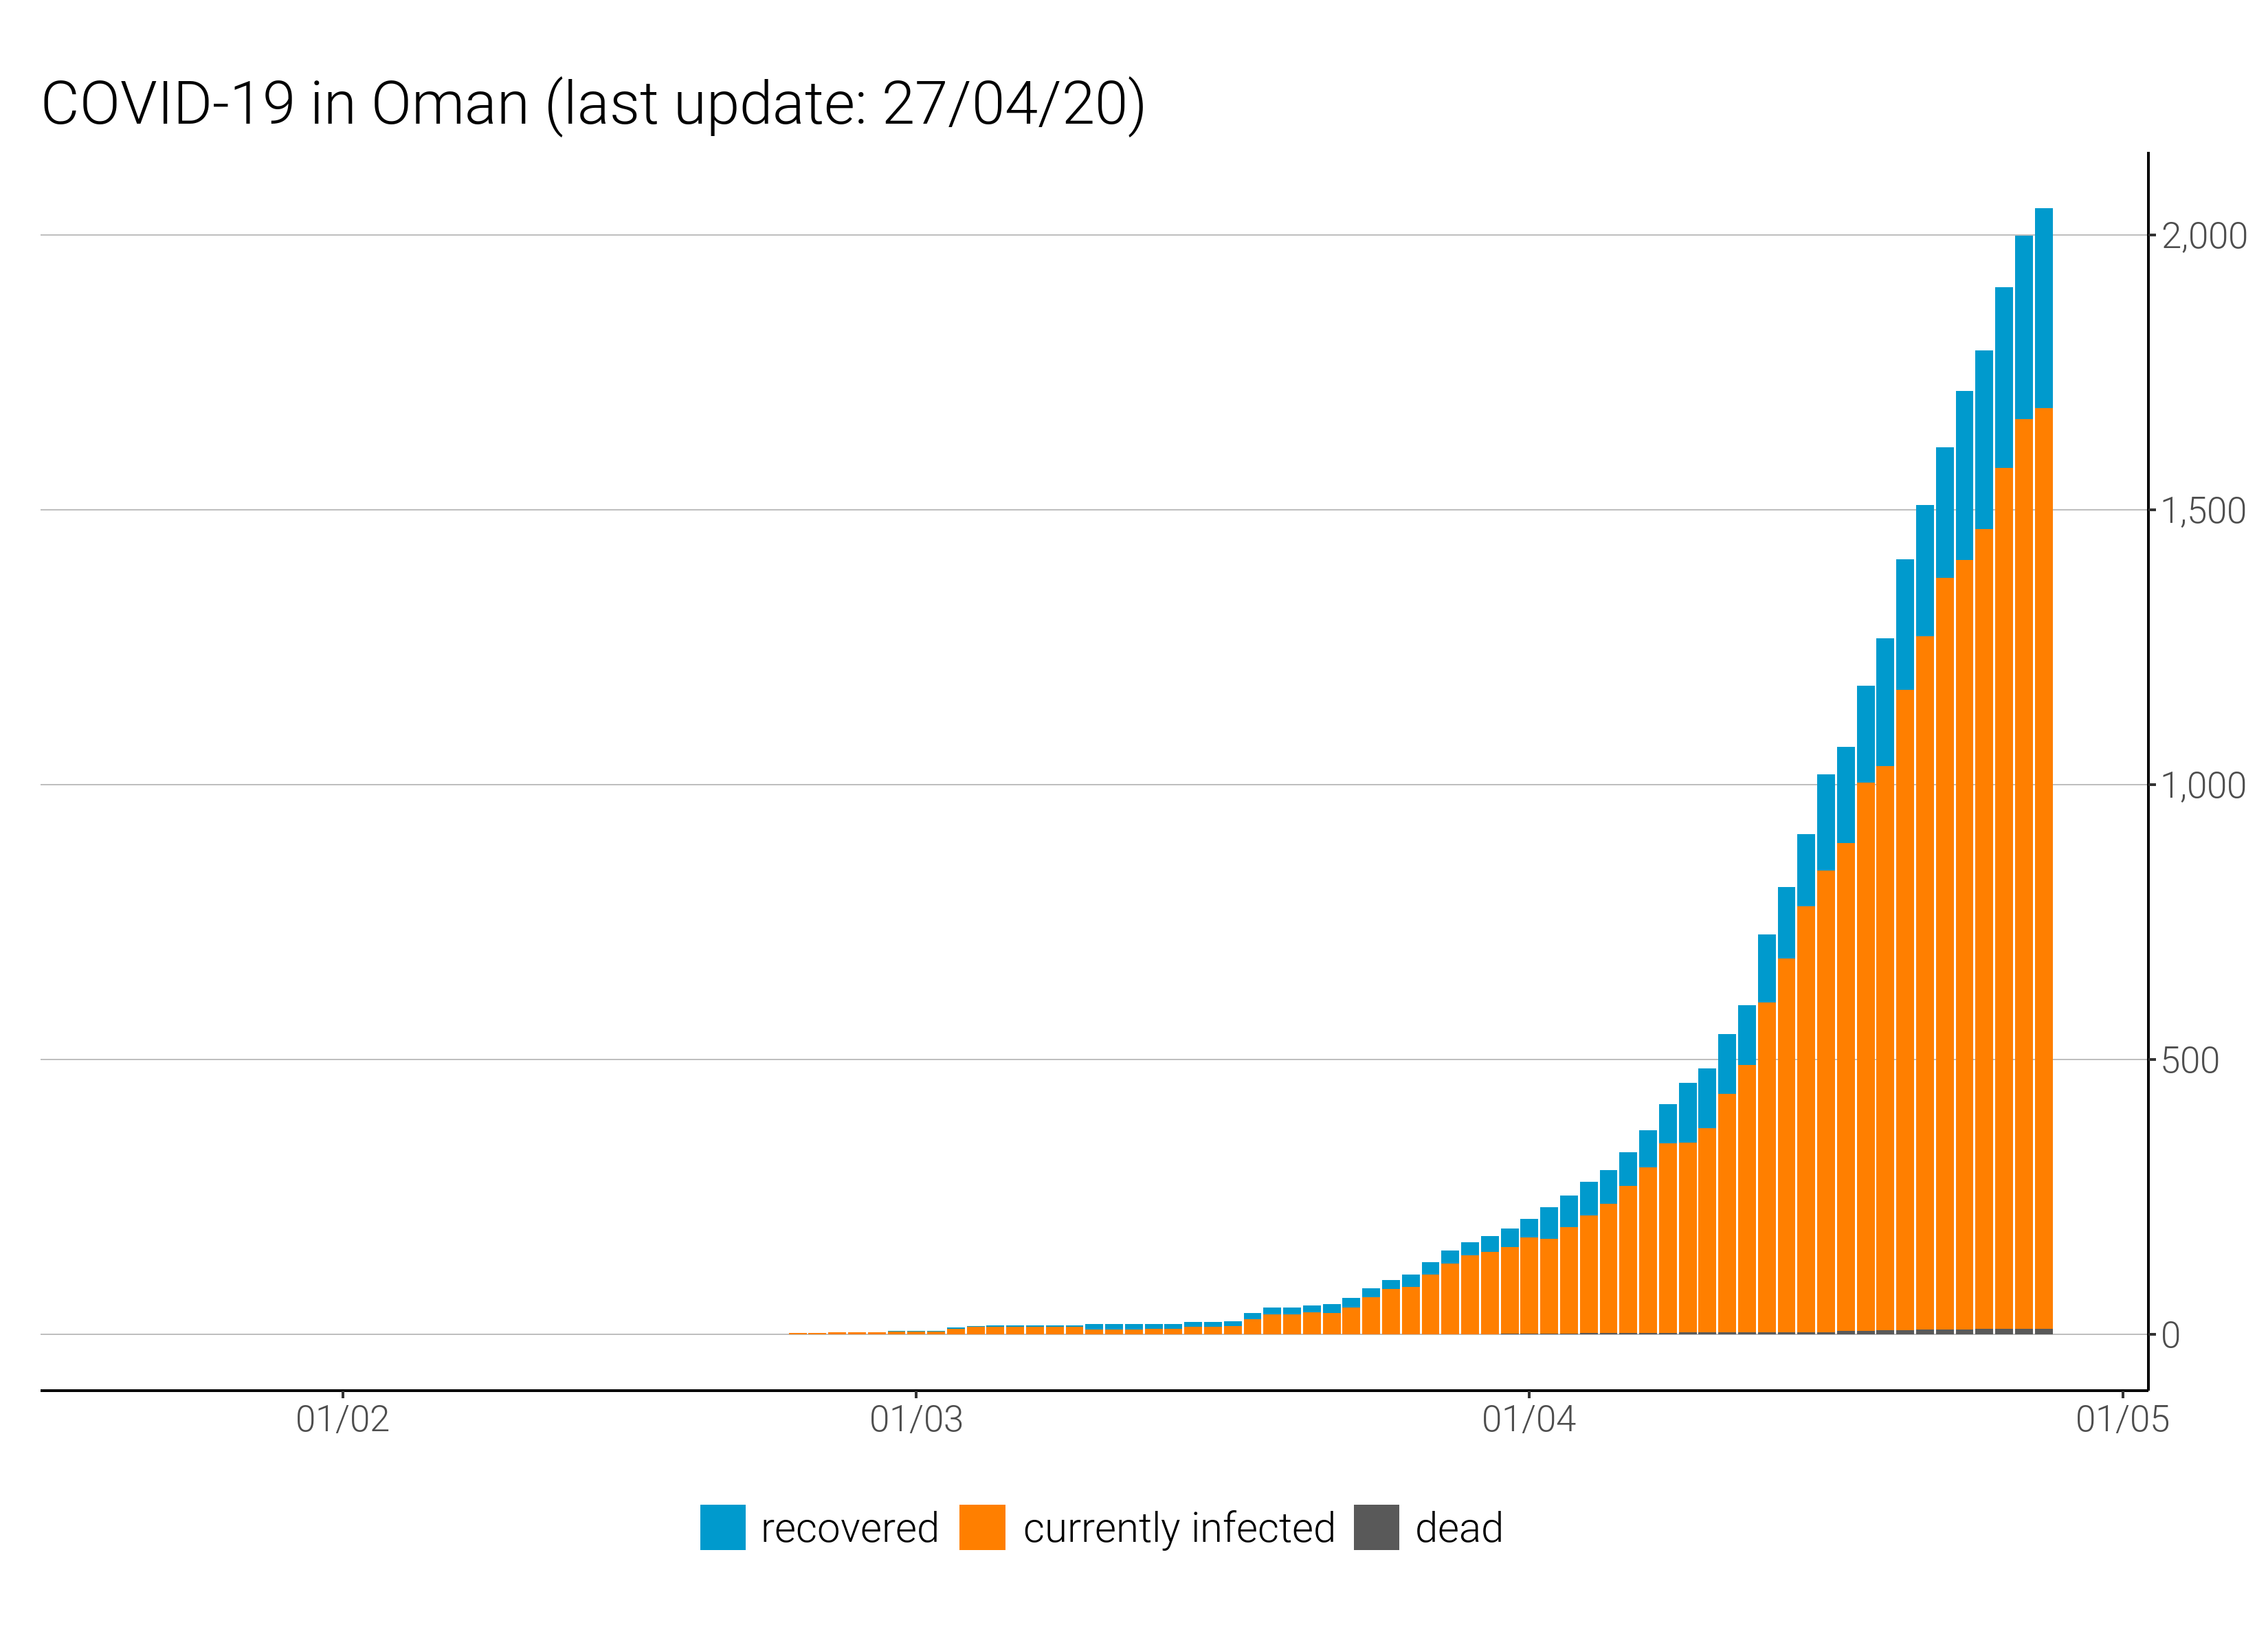 COVID-19 in Oman (last update: 27/04/20)
2,000
1,500
1,000
500
0
01/02 01/03 01/04 01/05
recovered currently infected dead